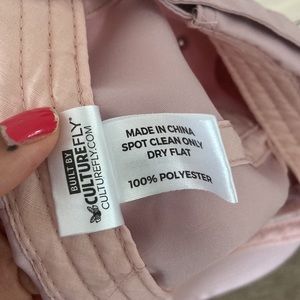 BUILT BY
CULTUREFLY
CULTUREFLY.COM
MADE IN CHINA
SPOT CLEAN ONLY
DRY FLAT
100% POLYESTER